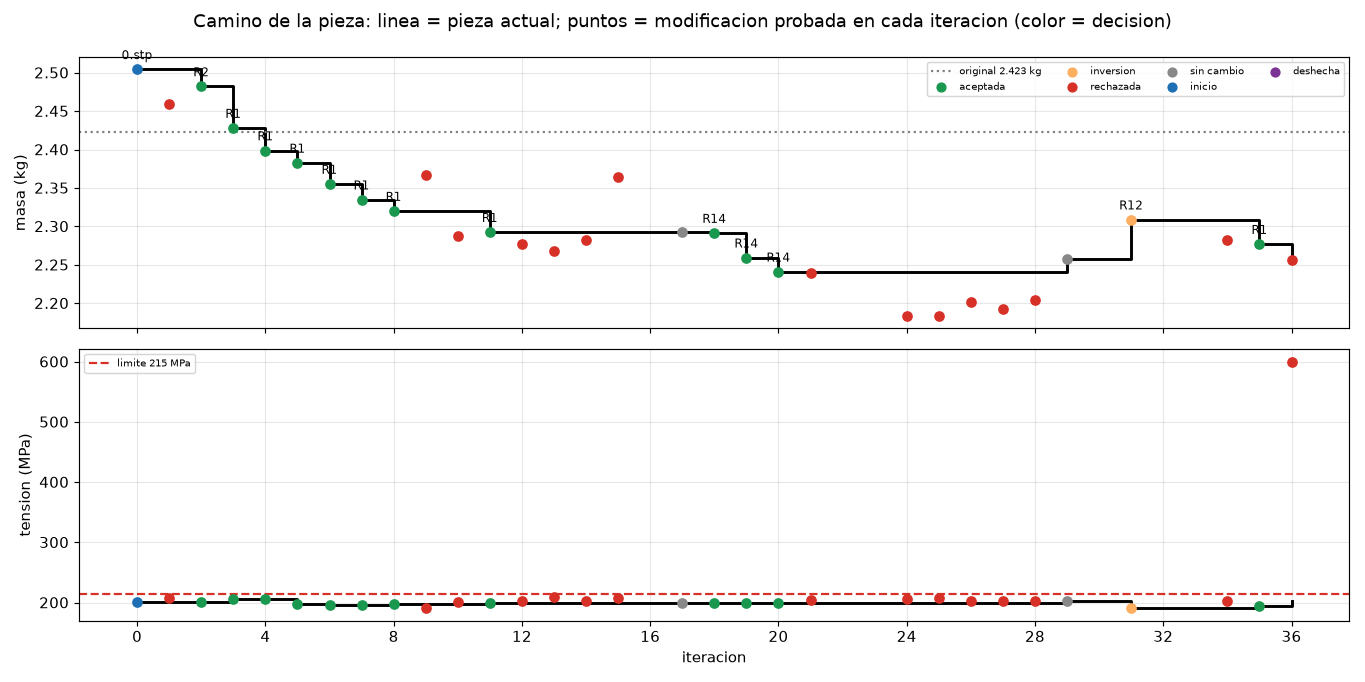 Camino de la pieza: linea = pieza actual; puntos = modificacion probada en cada iteracion (color = decision)
0.stp
R2
R1
R1
R1
R1
R1
R1
R1
R14
R14
R14
R12
R1
original 2.423 kg
aceptada
inversion
rechazada
sin cambio
inicio
deshecha
masa (kg)
2.50
2.45
2.40
2.35
2.30
2.25
2.20
limite 215 MPa
tension (MPa)
600
500
400
300
200
0 4 8 12 16 20 24 28 32 36
iteracion